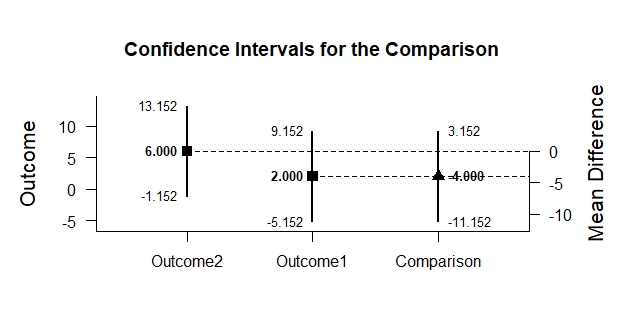 Confidence Intervals for the Comparison
Outcome
10
5
0
-5
13.152
6.000
-1.152
9.152
2.000
-5.152
3.152
-4.000
-11.152
0
-5
-10
Mean Difference
Outcome2
Outcome1
Comparison